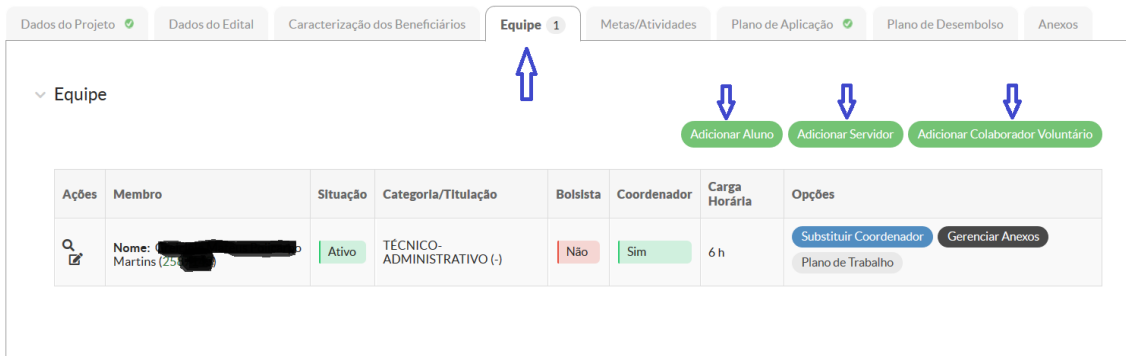 Dados do Projeto Dados do Edital Caracterização dos Beneficiários Equipe 1 Metas/Atividades Plano de Aplicação Plano de Desembolso Anexos
Equipe
Adicionar Aluno Adicionar Servidor Adicionar Colaborador Voluntário
Ações Membro Situação Categoria/Titulação Bolsista Coordenador Carga Horária Opções
Nome:
Martins
Ativo
TÉCNICO-
ADMINISTRATIVO (-)
Não
Sim
6 h
Substituir Coordenador Gerenciar Anexos
Plano de Trabalho